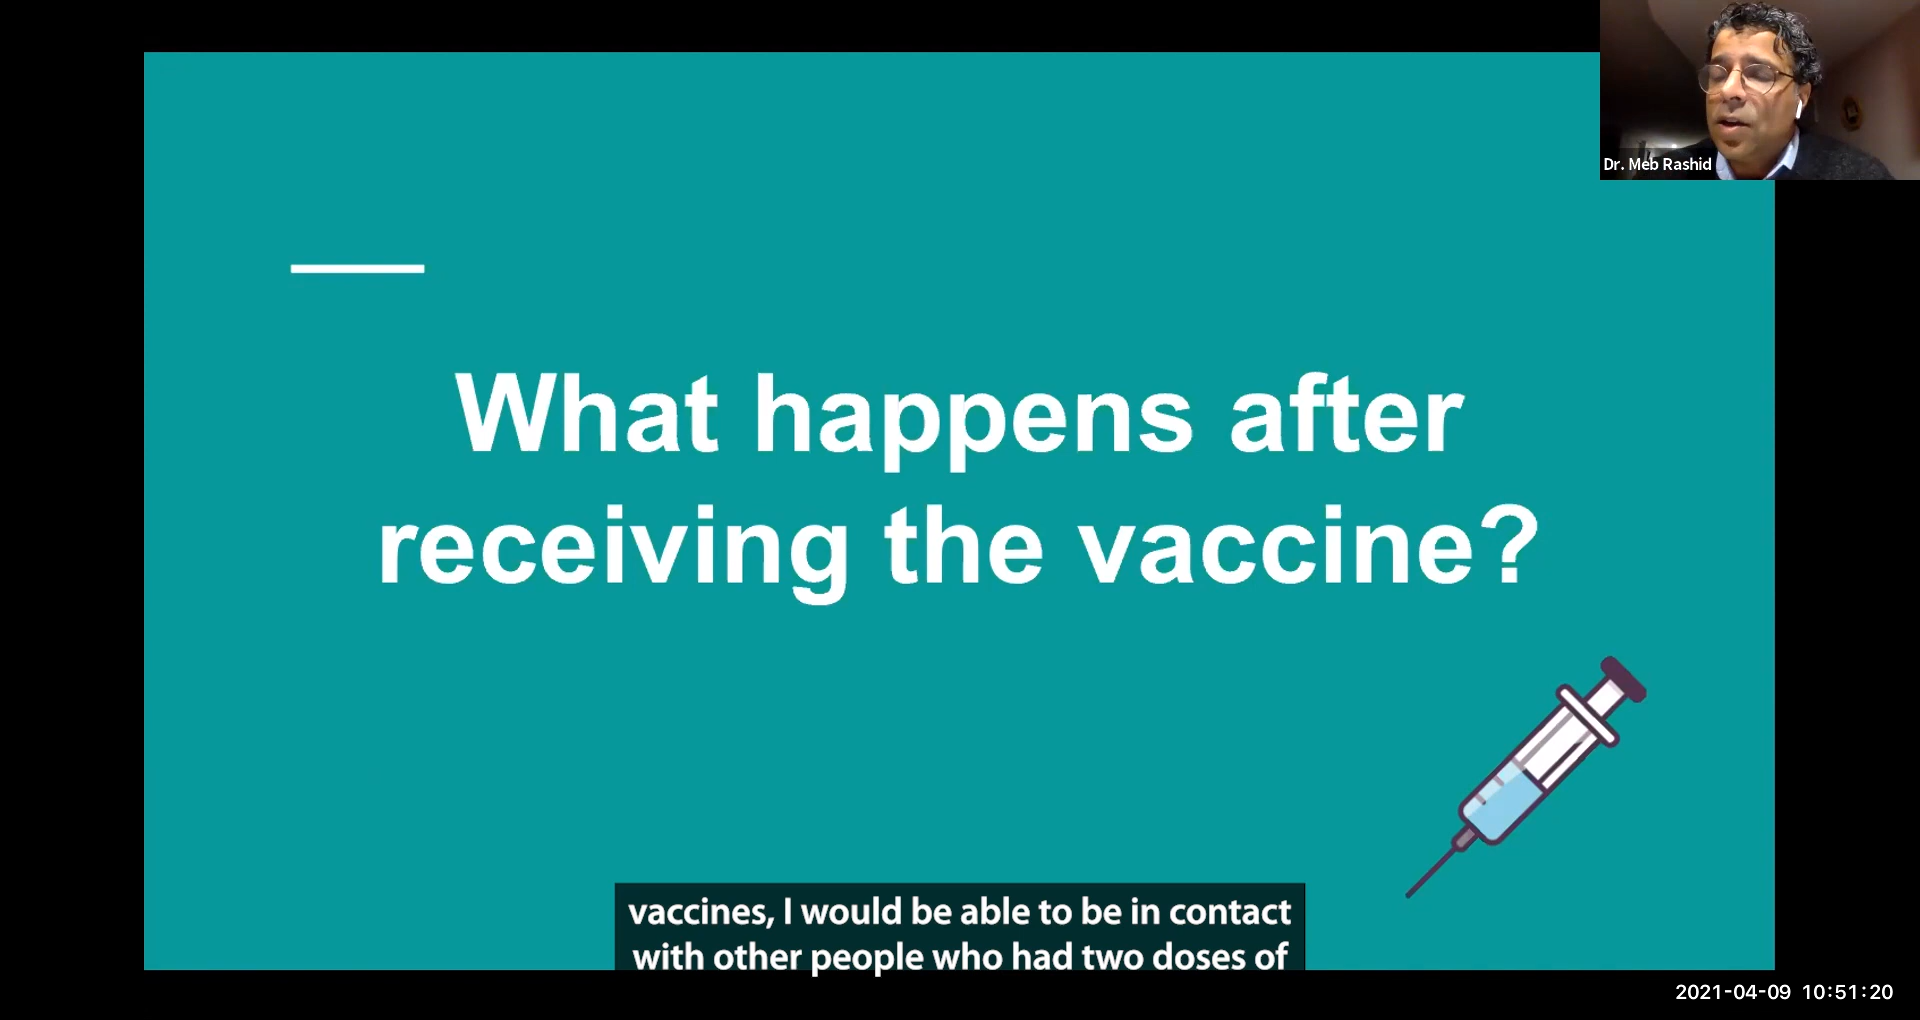 Dr. Meb Rashid
What happens after
receiving the vaccine?
vaccines, I would be able to be in contact
with other people who had two doses of
2021-04-09 10:51:20